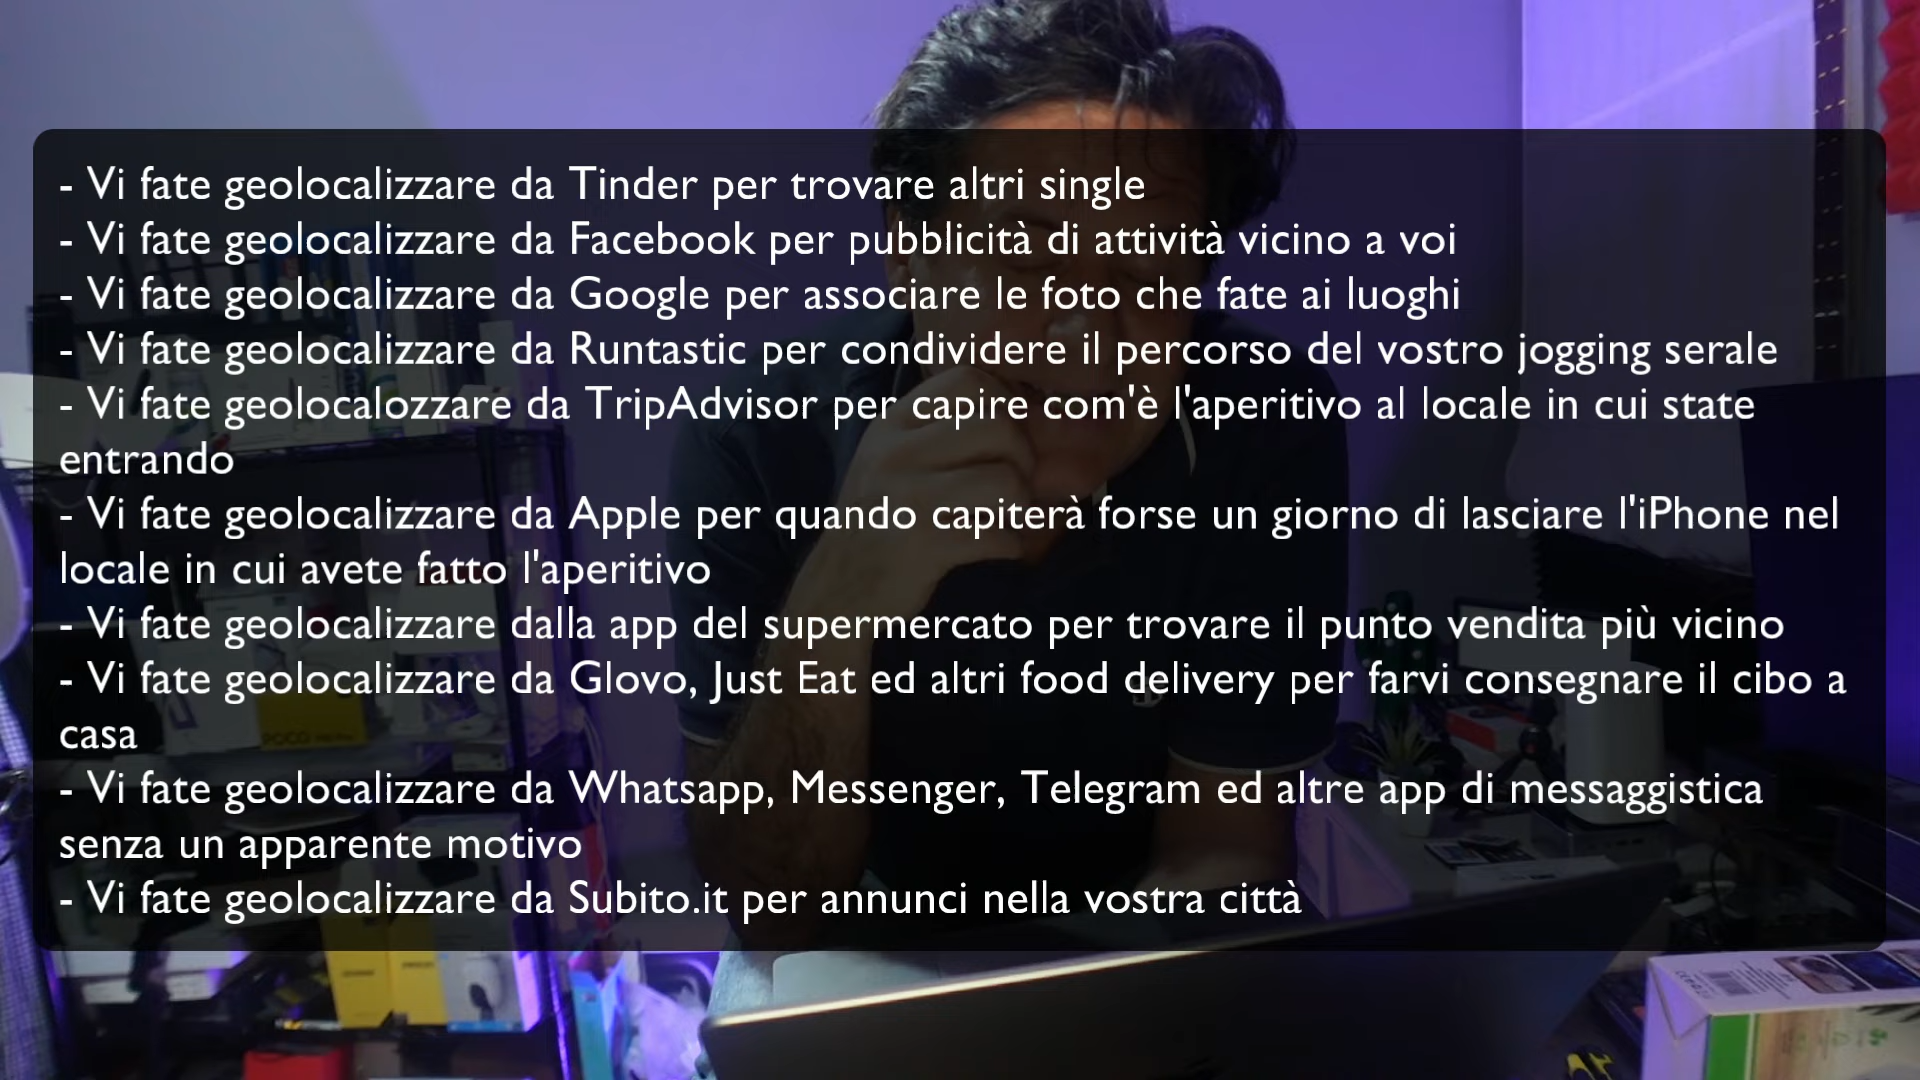 - Vi fate geolocalizzare da Tinder per trovare altri single
- Vi fate geolocalizzare da Facebook per pubblicità di attività vicino a voi
- Vi fate geolocalizzare da Google per associare le foto che fate ai luoghi
- Vi fate geolocalizzare da Runtastic per condividere il percorso del vostro jogging serale
- Vi fate geolocalozzare da TripAdvisor per capire com'è l'aperitivo al locale in cui state
entrando
- Vi fate geolocalizzare da Apple per quando capiterà forse un giorno di lasciare l'iPhone nel
locale in cui avete fatto l'aperitivo
- Vi fate geolocalizzare dalla app del supermercato per trovare il punto vendita più vicino
- Vi fate geolocalizzare da Glovo, Just Eat ed altri food delivery per farvi consegnare il cibo a
casa
- Vi fate geolocalizzare da Whatsapp, Messenger, Telegram ed altre app di messaggistica
senza un apparente motivo
- Vi fate geolocalizzare da Subito.it per annunci nella vostra città